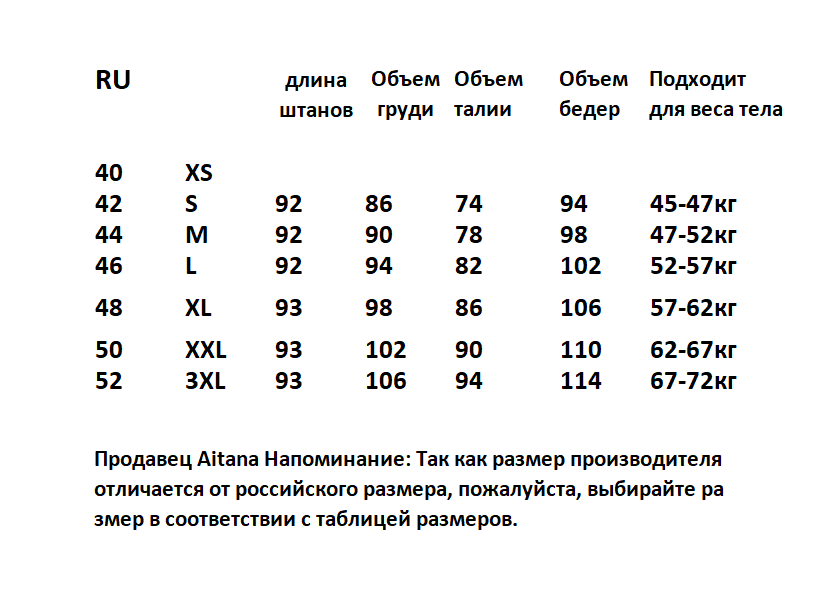 RU длина Объем Объем Объем Подходит
штанов груди талии бедер для веса тела
40 XS
42 S 92 86 74 94 45-47кг
44 M 92 90 78 98 47-52кг
46 L 92 94 82 102 52-57кг
48 XL 93 98 86 106 57-62кг
50 XXL 93 102 90 110 62-67кг
52 3XL 93 106 94 114 67-72кг
Продавец Aitana Напоминание: Так как размер производителя
отличается от российского размера, пожалуйста, выбирайте ра
змер в соответствии с таблицей размеров.